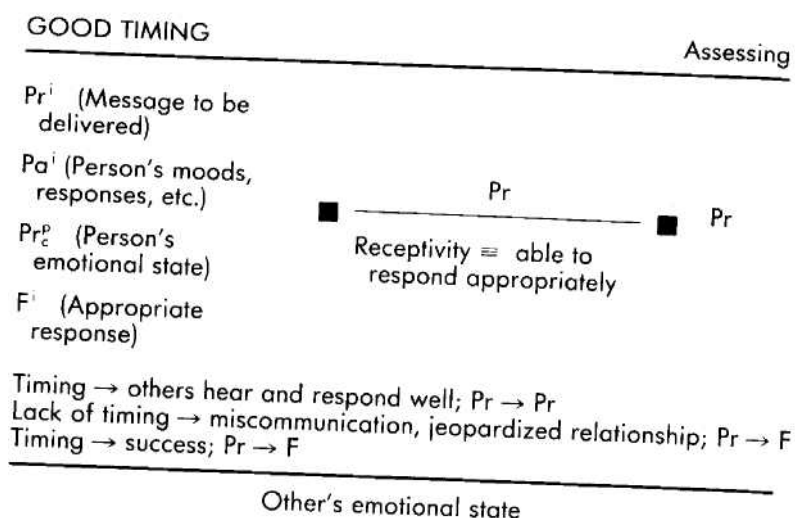 GOOD TIMING
Assessing
Prⁱ (Message to be
delivered)
Paⁱ (Person's moods,
responses, etc.)
Pr
Pr
Prᵖ꜀ (Person's
emotional state)
Receptivity ≡ able to
respond appropriately
Fⁱ (Appropriate
response)
Timing → others hear and respond well; Pr → Pr
Lack of timing → miscommunication, jeopardized relationship; Pr → F
Timing → success; Pr → F
Other's emotional state